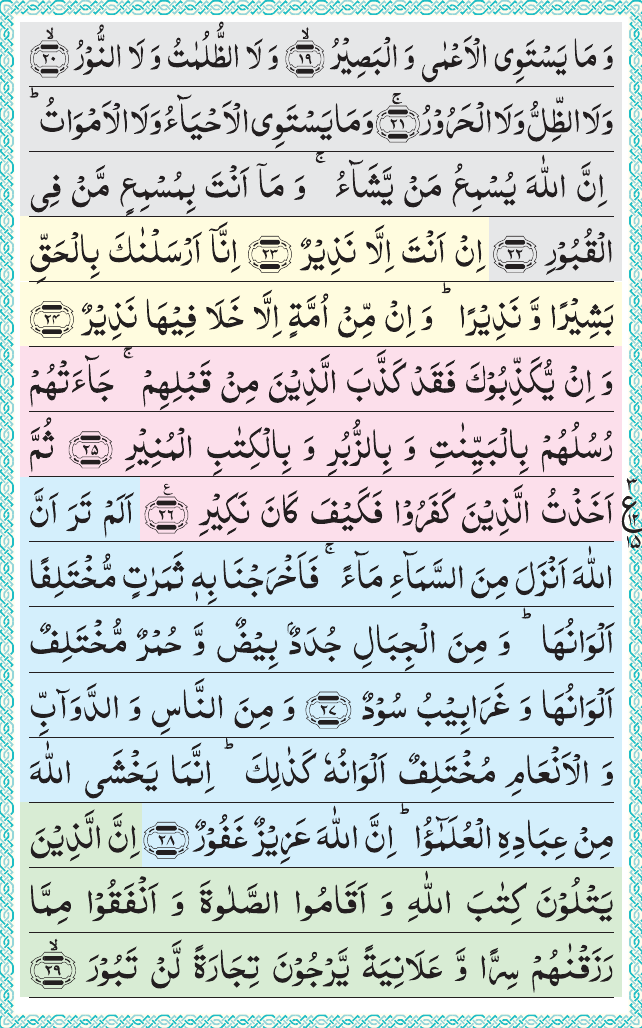 وَ مَا یَسْتَوِی الْاَعْمٰی وَ الْبَصِیْرُ ۙ﴿۱۹﴾ وَ لَا الظُّلُمٰتُ وَ لَا النُّوْرُ ۙ﴿۲۰﴾
وَلَا الظِّلُّ وَلَا الْحَرُوْرُ ۚ﴿۲۱﴾ وَمَا یَسْتَوِی الْاَحْیَآءُ وَلَا الْاَمْوَاتُ ؕ
اِنَّ اللّٰهَ یُسْمِعُ مَنْ یَّشَآءُ ۚ وَ مَاۤ اَنْتَ بِمُسْمِعٍ مَّنْ فِی
الْقُبُوْرِ ﴿۲۲﴾ اِنْ اَنْتَ اِلَّا نَذِیْرٌ ﴿۲۳﴾ اِنَّاۤ اَرْسَلْنٰكَ بِالْحَقِّ
بَشِیْرًا وَّ نَذِیْرًا ؕ وَ اِنْ مِّنْ اُمَّةٍ اِلَّا خَلَا فِیْهَا نَذِیْرٌ ﴿۲۴﴾
وَ اِنْ یُّكَذِّبُوْكَ فَقَدْ كَذَّبَ الَّذِیْنَ مِنْ قَبْلِهِمْ ۚ جَآءَتْهُمْ
رُسُلُهُمْ بِالْبَیِّنٰتِ وَ بِالزُّبُرِ وَ بِالْكِتٰبِ الْمُنِیْرِ ﴿۲۵﴾ ثُمَّ
اَخَذْتُ الَّذِیْنَ كَفَرُوْا فَكَیْفَ كَانَ نَكِیْرِ ﴿۲۶﴾ اَلَمْ تَرَ اَنَّ
۳
ع
۱۵
اللّٰهَ اَنْزَلَ مِنَ السَّمَآءِ مَآءً ۚ فَاَخْرَجْنَا بِهٖ ثَمَرٰتٍ مُّخْتَلِفًا
اَلْوَانُهَا ؕ وَ مِنَ الْجِبَالِ جُدَدٌۢ بِیْضٌ وَّ حُمْرٌ مُّخْتَلِفٌ
اَلْوَانُهَا وَ غَرَابِیْبُ سُوْدٌ ﴿۲۷﴾ وَ مِنَ النَّاسِ وَ الدَّوَآبِّ
وَ الْاَنْعَامِ مُخْتَلِفٌ اَلْوَانُهٗ كَذٰلِكَ ؕ اِنَّمَا یَخْشَی اللّٰهَ
مِنْ عِبَادِهِ الْعُلَمٰٓؤُا ؕ اِنَّ اللّٰهَ عَزِیْزٌ غَفُوْرٌ ﴿۲۸﴾ اِنَّ الَّذِیْنَ
یَتْلُوْنَ كِتٰبَ اللّٰهِ وَ اَقَامُوا الصَّلٰوةَ وَ اَنْفَقُوْا مِمَّا
رَزَقْنٰهُمْ سِرًّا وَّ عَلَانِیَةً یَّرْجُوْنَ تِجَارَةً لَّنْ تَبُوْرَ ۙ﴿۲۹﴾